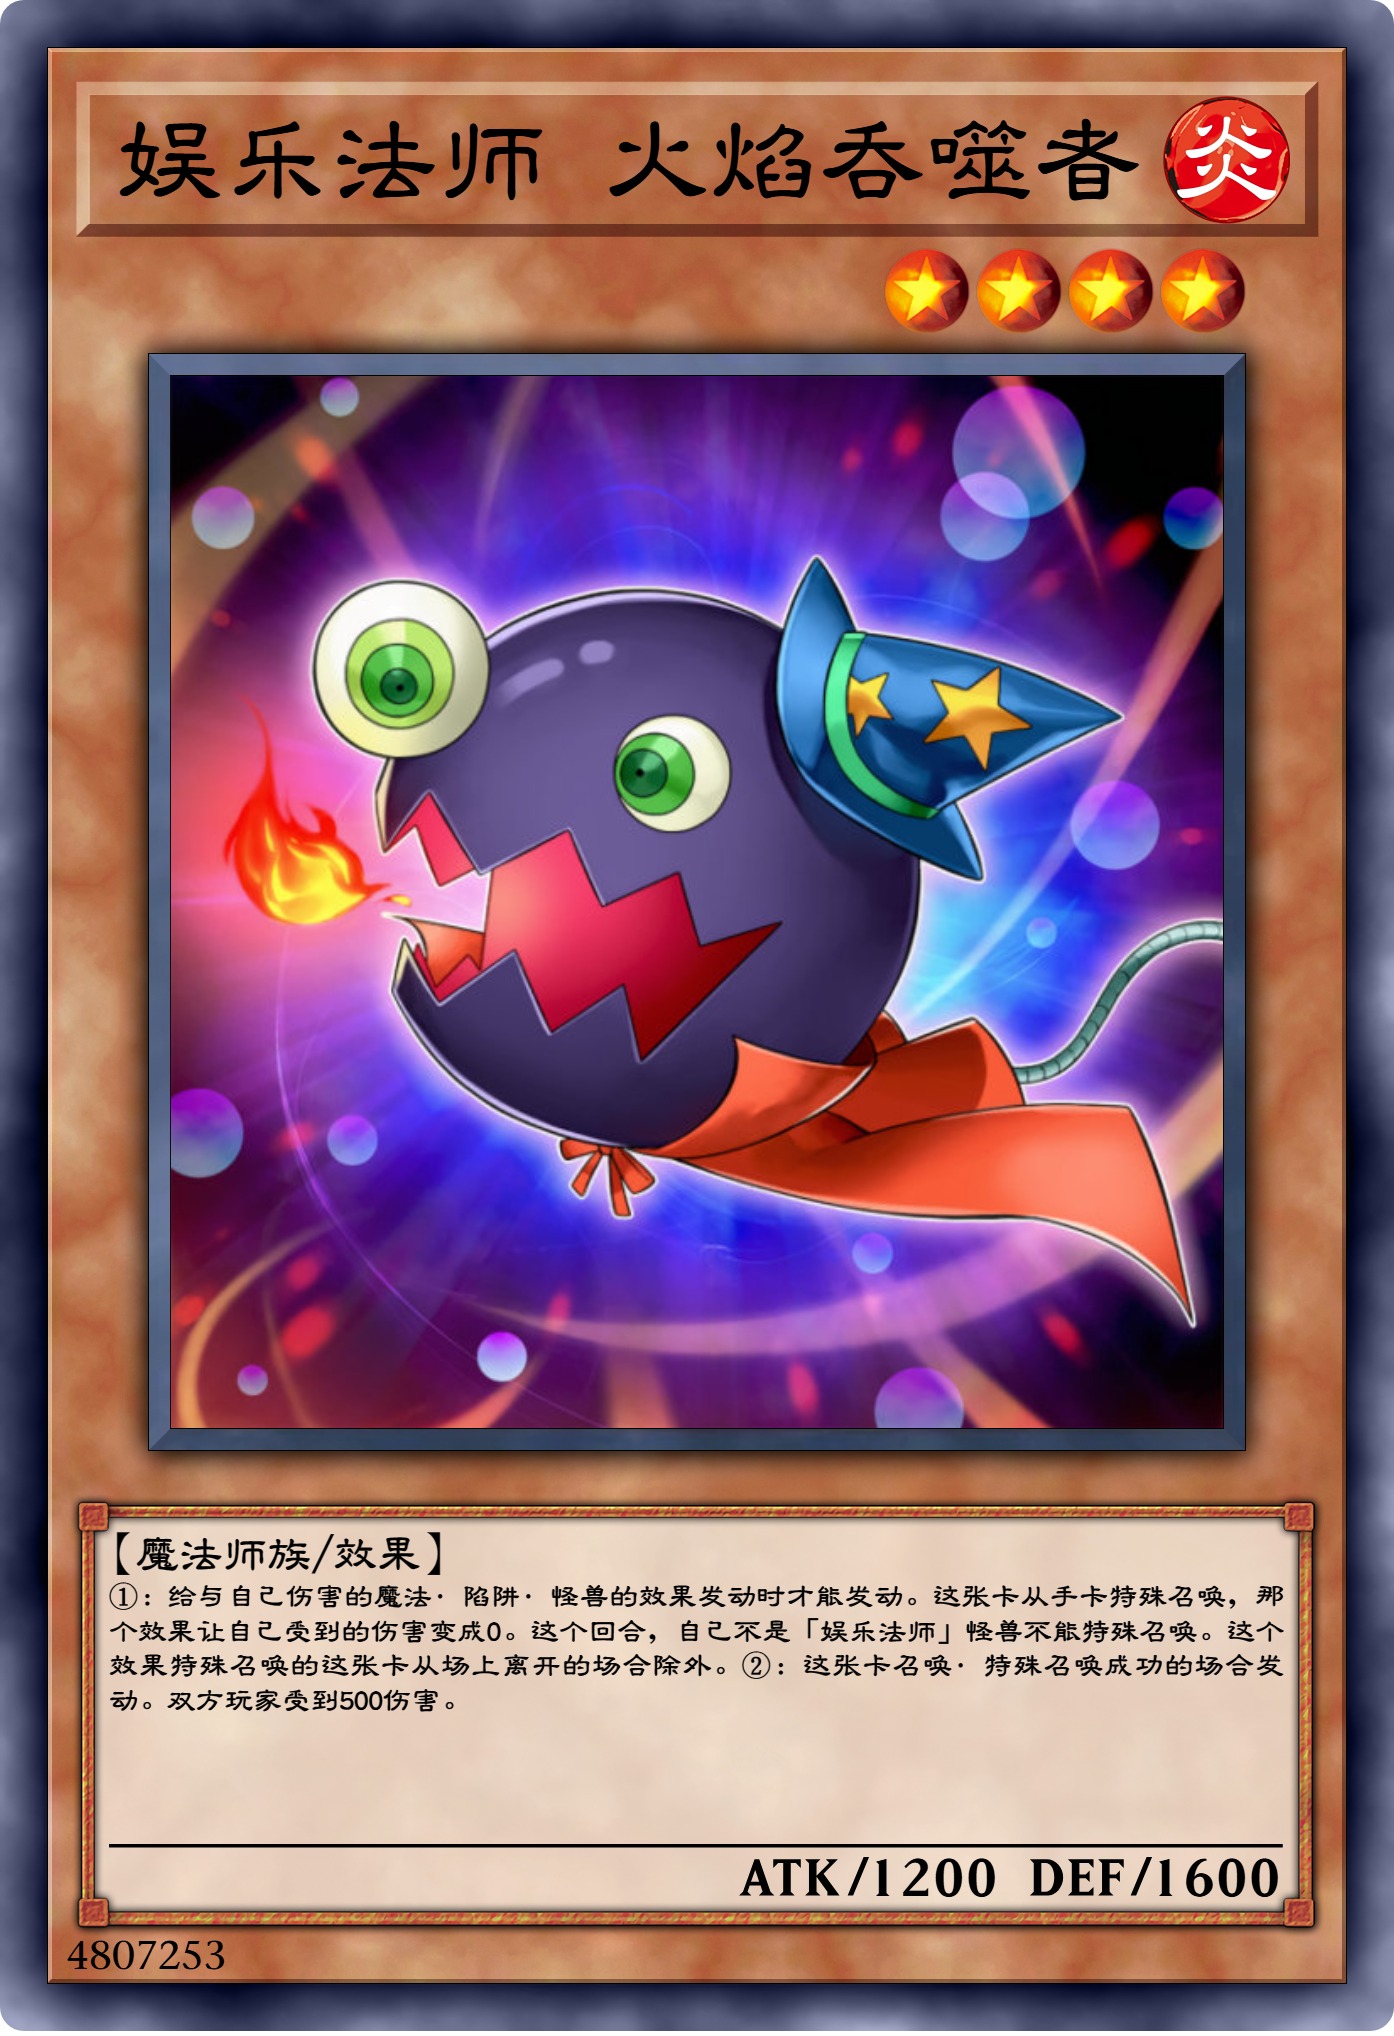 娱乐法师 火焰吞噬者 炎
【魔法师族/效果】
①：给与自己伤害的魔法·陷阱·怪兽的效果发动时才能发动。这张卡从手卡特殊召唤，那
个效果让自己受到的伤害变成0。这个回合，自己不是「娱乐法师」怪兽不能特殊召唤。这个
效果特殊召唤的这张卡从场上离开的场合除外。②：这张卡召唤·特殊召唤成功的场合发
动。双方玩家受到500伤害。
ATK/1200 DEF/1600
4807253